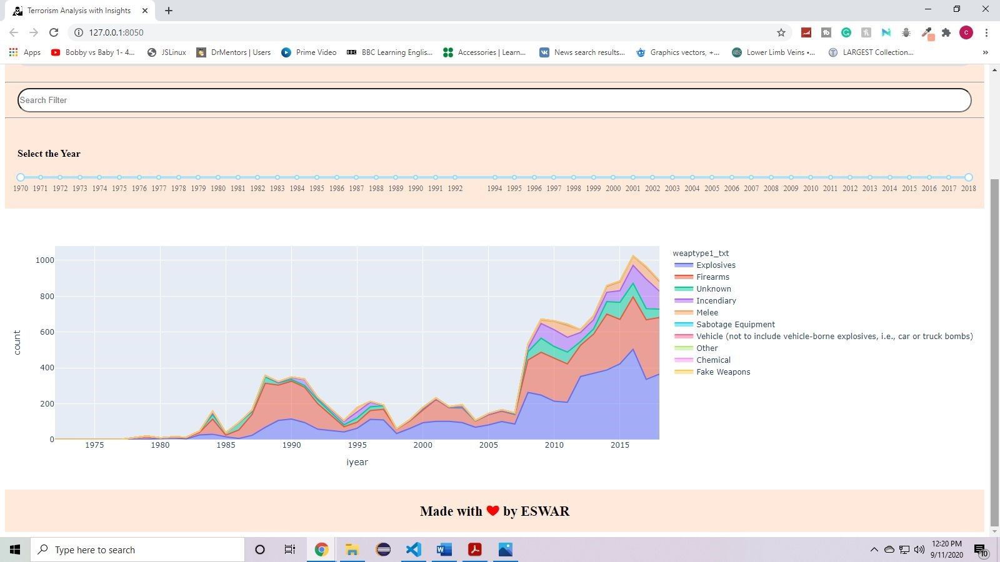 Terrorism Analysis with Insights
127.0.0.1:8050
Apps Bobby vs Baby 1- 4... JSLinux DrMentors | Users Prime Video BBC BBC Learning Englis... Accessories | Learn... News search results... Graphics vectors, +... Lower Limb Veins •... LARGEST Collection... »
Search Filter
Select the Year
1970 1971 1972 1973 1974 1975 1976 1977 1978 1979 1980 1981 1982 1983 1984 1985 1986 1987 1988 1989 1990 1991 1992 1994 1995 1996 1997 1998 1999 2000 2001 2002 2003 2004 2005 2006 2007 2008 2009 2010 2011 2012 2013 2014 2015 2016 2017 2018
1000
800
600
400
200
0
count
1975 1980 1985 1990 1995 2000 2005 2010 2015
iyear
weaptype1_txt
Explosives
Firearms
Unknown
Incendiary
Melee
Sabotage Equipment
Vehicle (not to include vehicle-borne explosives, i.e., car or truck bombs)
Other
Chemical
Fake Weapons
Made with ❤ by ESWAR
Type here to search
12:20 PM
9/11/2020
10